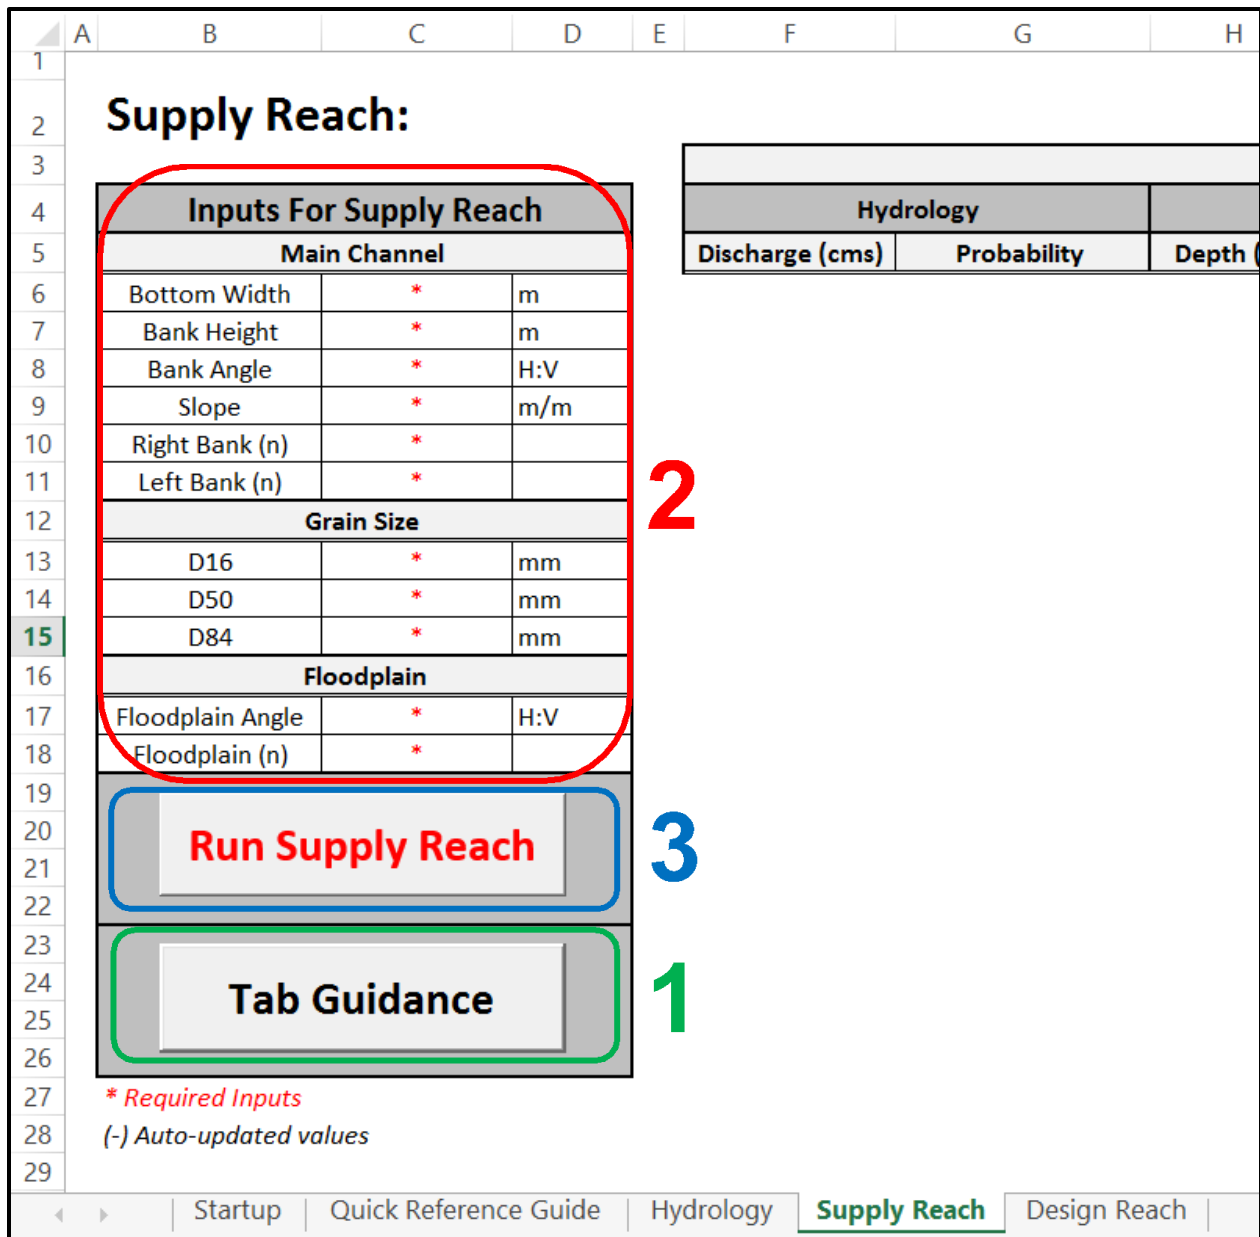 A B C D E F G H
1
2 Supply Reach:
3
4 Inputs For Supply Reach Hydrology
5 Main Channel Discharge (cms) Probability Depth (
6 Bottom Width * m
7 Bank Height * m
8 Bank Angle * H:V
9 Slope * m/m
10 Right Bank (n) *
11 Left Bank (n) * 2
12 Grain Size
13 D16 * mm
14 D50 * mm
15 D84 * mm
16 Floodplain
17 Floodplain Angle * H:V
18 Floodplain (n) *
19
20 Run Supply Reach 3
21
22
23
24 Tab Guidance 1
25
26
27 * Required Inputs
28 (-) Auto-updated values
29
Startup Quick Reference Guide Hydrology Supply Reach Design Reach